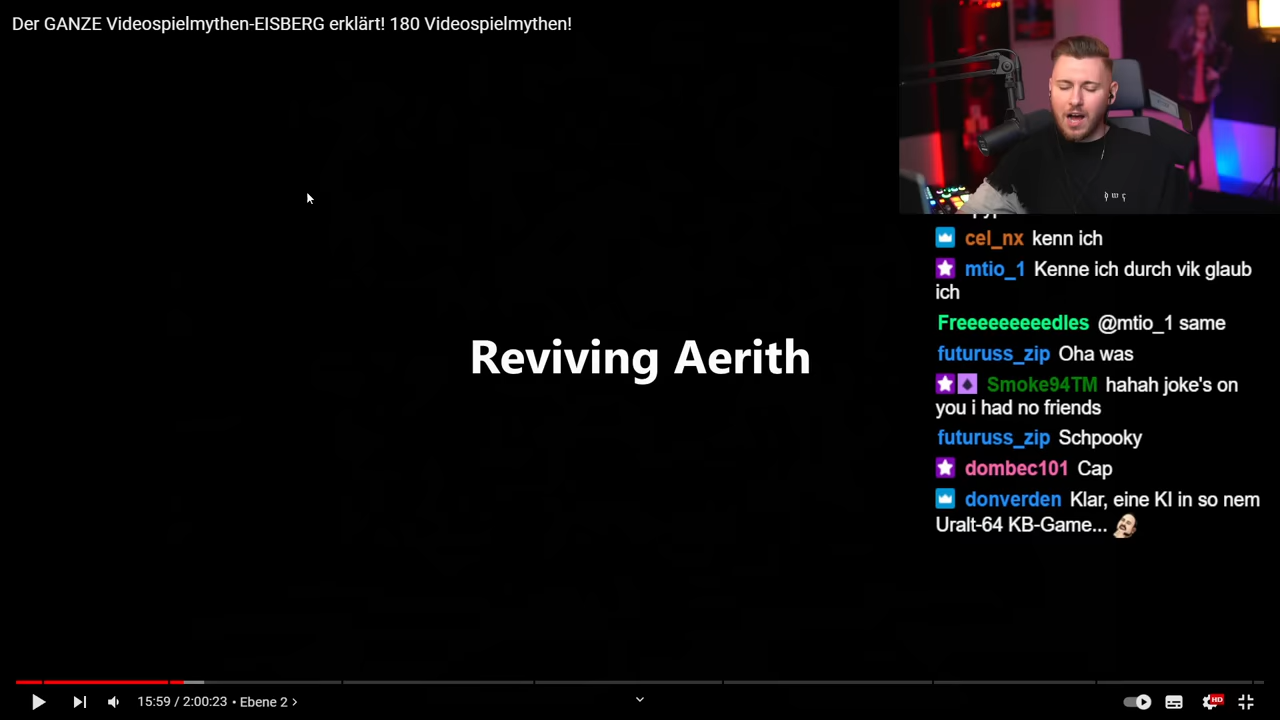 Der GANZE Videospielmythen-EISBERG erklärt! 180 Videospielmythen!
cel_nx kenn ich
mtio_1 Kenne ich durch vik glaub
ich
Freeeeeeeeedles @mtio_1 same
futuruss_zip Oha was
Smoke94TM hahah joke's on
you i had no friends
futuruss_zip Schpooky
dombec101 Cap
donverden Klar, eine KI in so nem
Uralt-64 KB-Game...
Reviving Aerith
15:59 / 2:00:23 • Ebene 2 >
HD